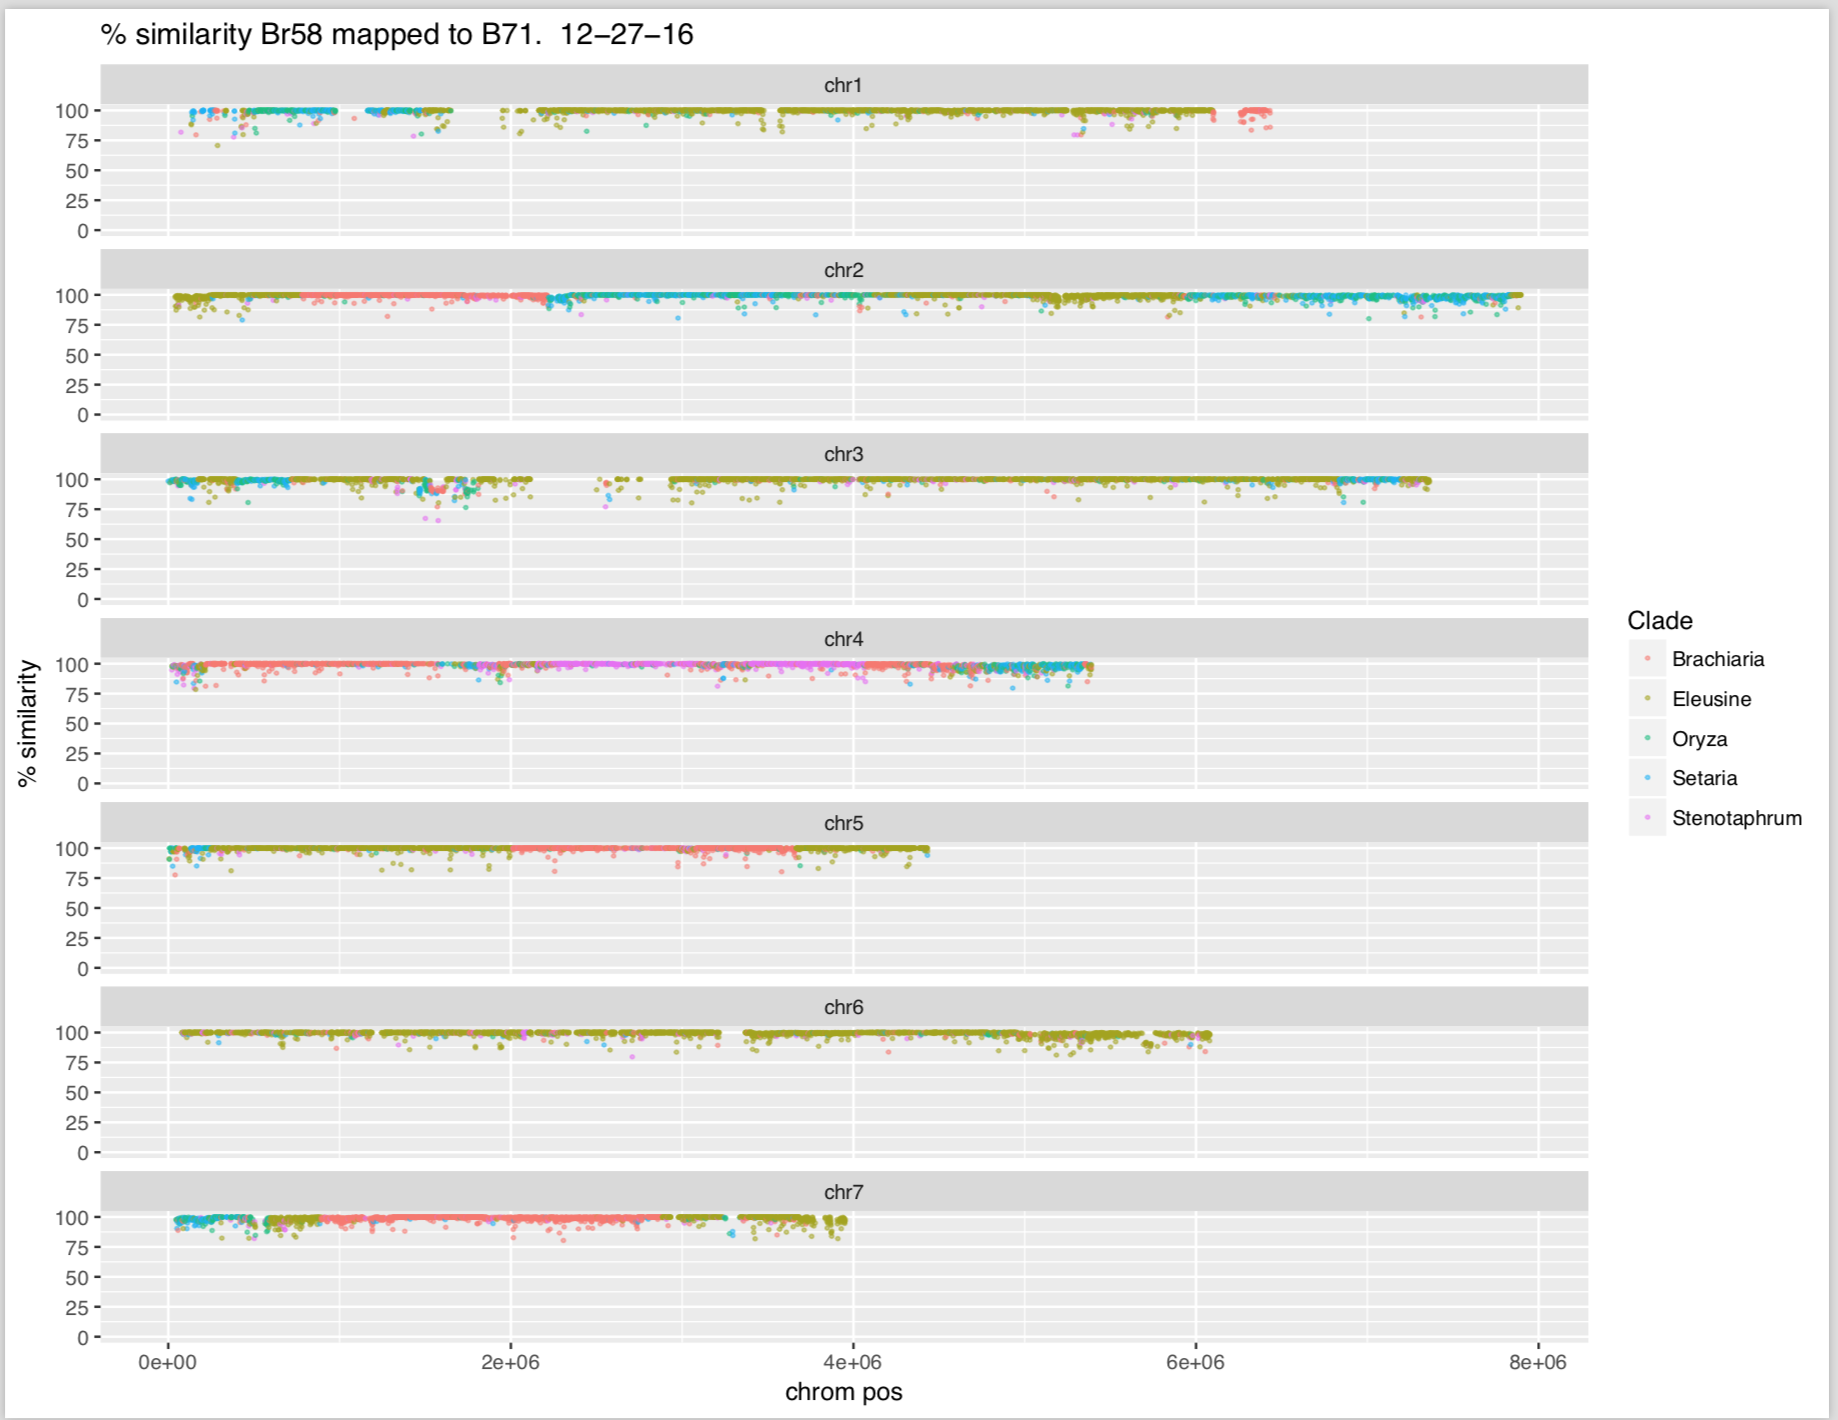 % similarity Br58 mapped to B71.  12−27−16
chr1
100
75
50
25
0
chr2
100
75
50
25
0
chr3
100
75
50
25
0
chr4
100
75
50
25
0
chr5
100
75
50
25
0
chr6
100
75
50
25
0
chr7
100
75
50
25
0
0e+00 2e+06 4e+06 6e+06 8e+06
chrom pos
% similarity
Clade
Brachiaria
Eleusine
Oryza
Setaria
Stenotaphrum